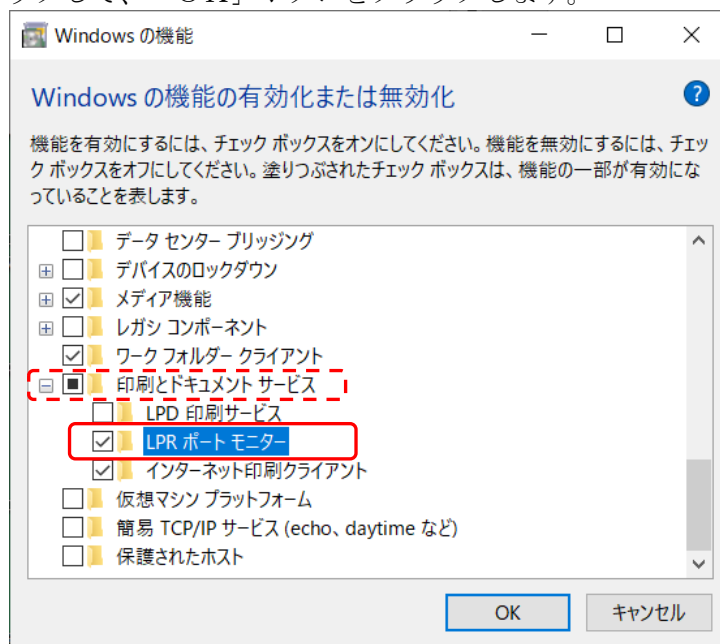 Windows の機能
Windows の機能の有効化または無効化
機能を有効にするには、チェック ボックスをオンにしてください。機能を無効にするには、チェッ
ク ボックスをオフにしてください。塗りつぶされたチェック ボックスは、機能の一部が有効にな
っていることを表します。
データ センター ブリッジング
デバイスのロックダウン
メディア機能
レガシ コンポーネント
ワーク フォルダー クライアント
印刷とドキュメント サービス
LPD 印刷サービス
LPR ポート モニター
インターネット印刷クライアント
仮想マシン プラットフォーム
簡易 TCP/IP サービス (echo、daytime など)
保護されたホスト
OK
キャンセル